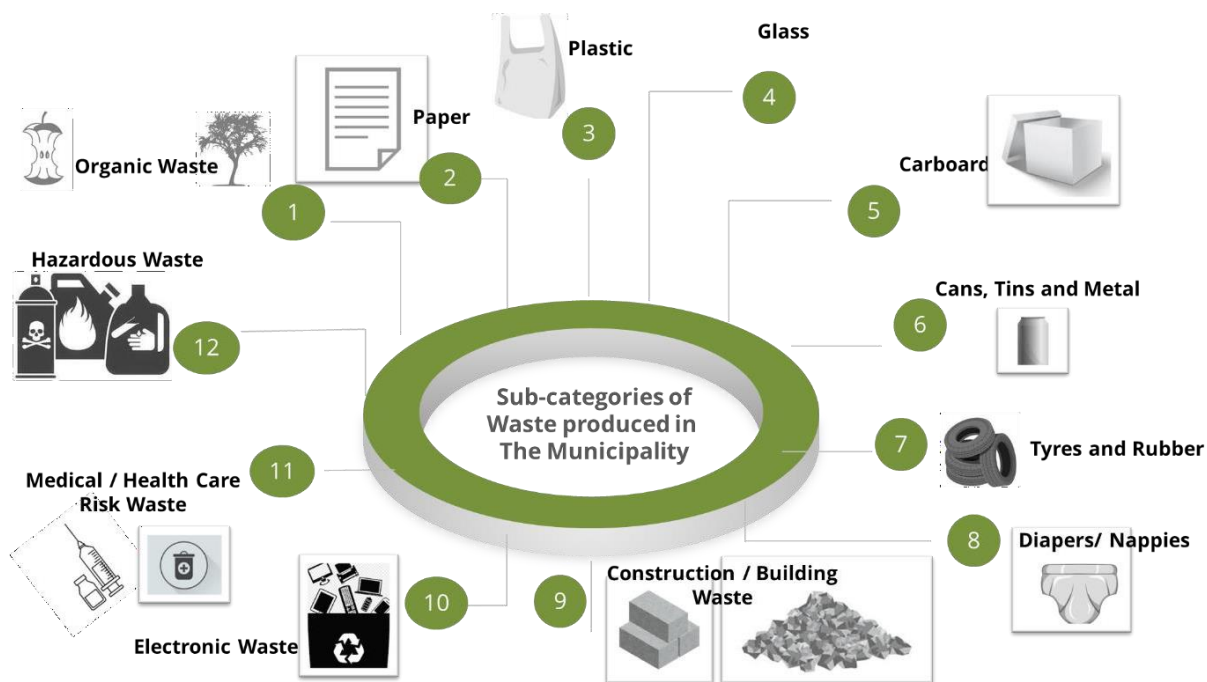 Organic Waste
1
Paper
2
Plastic
3
Glass
4
Carboard
5
Cans, Tins and Metal
6
Tyres and Rubber
7
Diapers/ Nappies
8
Construction / Building
Waste
9
Electronic Waste
10
Medical / Health Care
Risk Waste
11
Hazardous Waste
12
Sub-categories of
Waste produced in
The Municipality